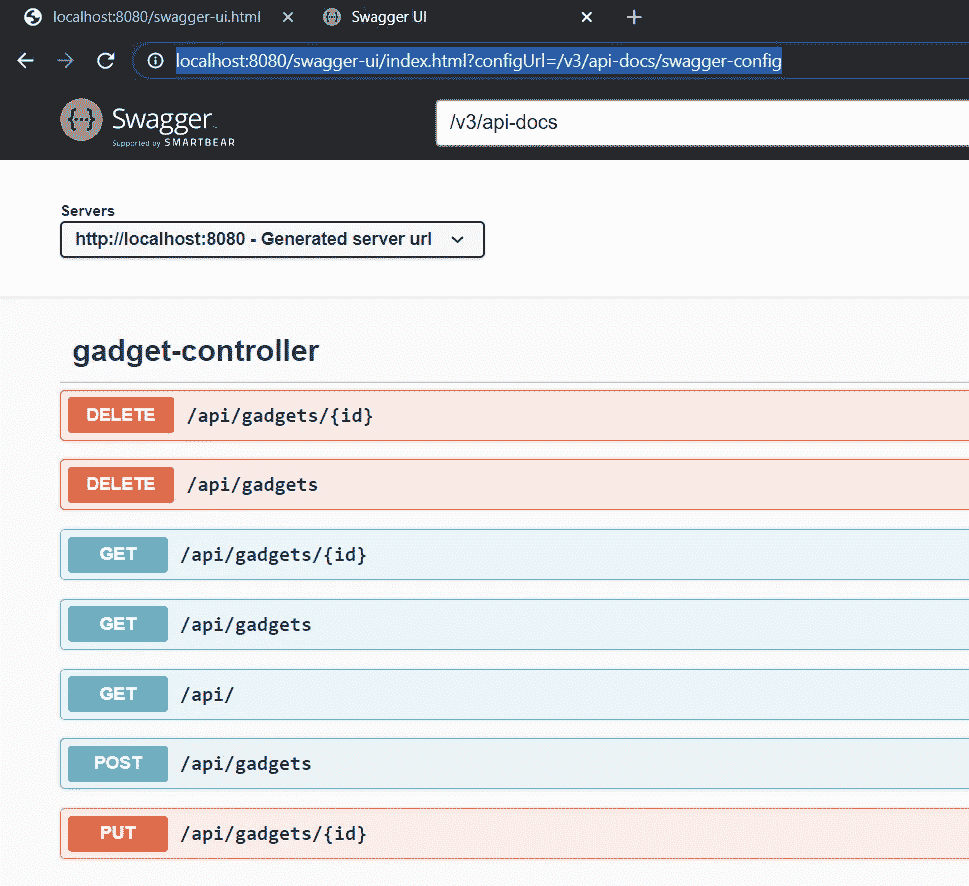 localhost:8080/swagger-ui.html
Swagger UI
localhost:8080/swagger-ui/index.html?configUrl=/v3/api-docs/swagger-config
Swagger
Supported by SMARTBEAR
/v3/api-docs
Servers
http://localhost:8080 - Generated server url
gadget-controller
DELETE /api/gadgets/{id}
DELETE /api/gadgets
GET /api/gadgets/{id}
GET /api/gadgets
GET /api/
POST /api/gadgets
PUT /api/gadgets/{id}